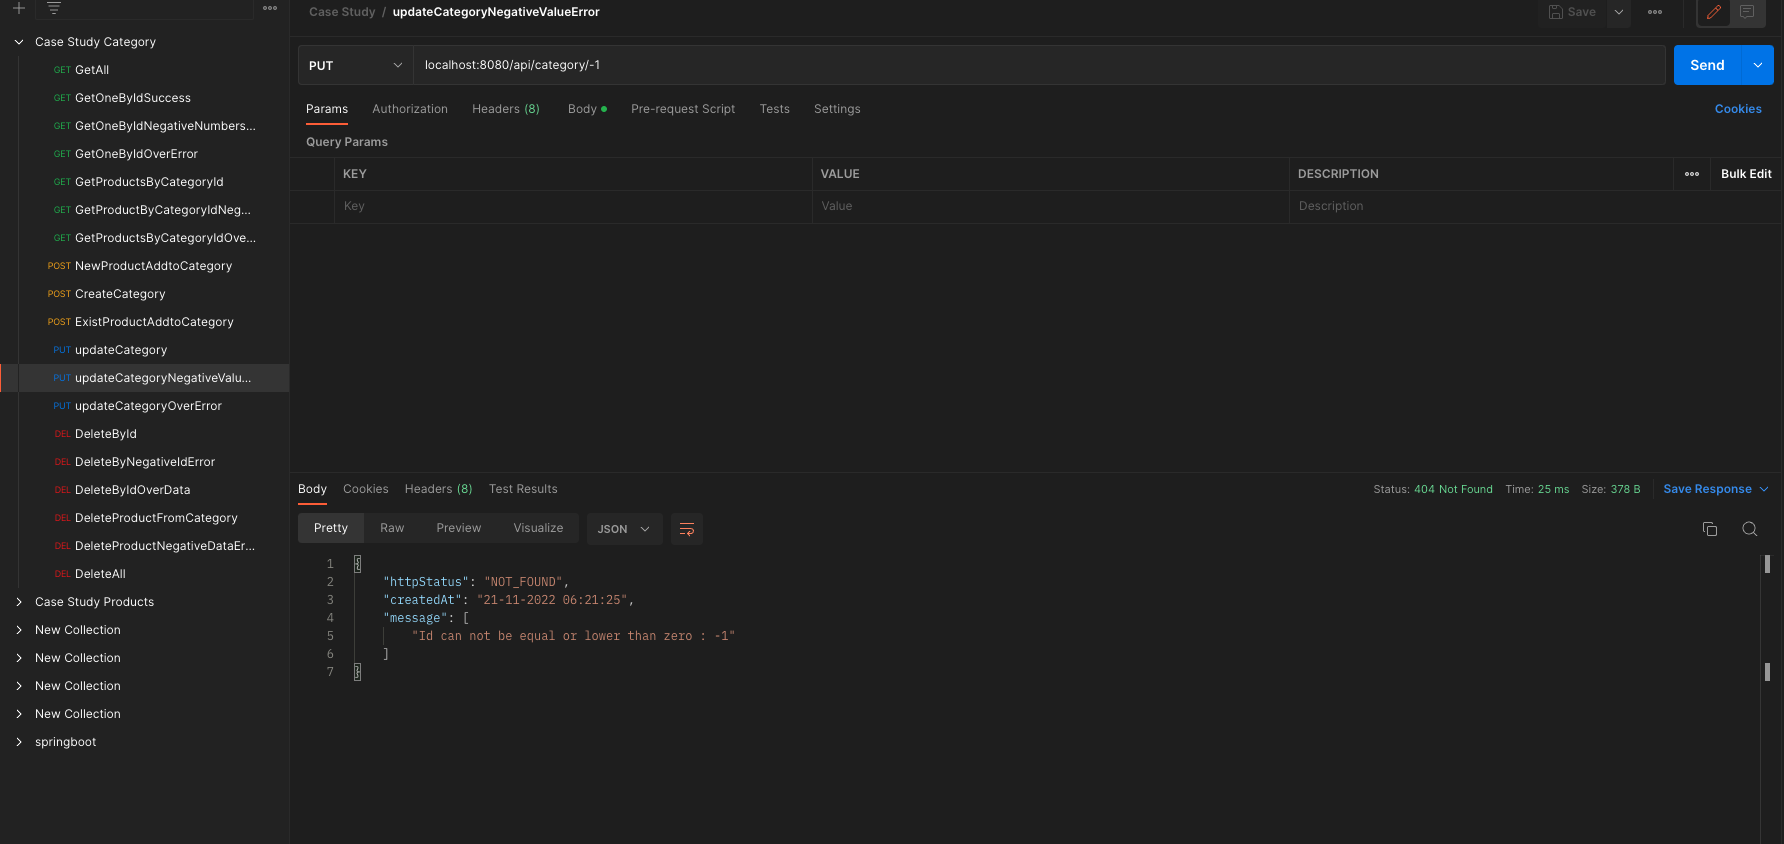 Case Study / updateCategoryNegativeValueError
Save
Case Study Category
GET GetAll
GET GetOneByIdSuccess
GET GetOneByIdNegativeNumbers...
GET GetOneByIdOverError
GET GetProductsByCategoryId
GET GetProductByCategoryIdNeg...
GET GetProductsByCategoryIdOve...
POST NewProductAddtoCategory
POST CreateCategory
POST ExistProductAddtoCategory
PUT updateCategory
PUT updateCategoryNegativeValu...
PUT updateCategoryOverError
DEL DeleteById
DEL DeleteByNegativeIdError
DEL DeleteByIdOverData
DEL DeleteProductFromCategory
DEL DeleteProductNegativeDataEr...
DEL DeleteAll
Case Study Products
New Collection
New Collection
New Collection
New Collection
springboot
PUT localhost:8080/api/category/-1 Send
Params Authorization Headers (8) Body Pre-request Script Tests Settings Cookies
Query Params
KEY VALUE DESCRIPTION Bulk Edit
Key Value Description
Body Cookies Headers (8) Test Results Status: 404 Not Found Time: 25 ms Size: 378 B Save Response
Pretty Raw Preview Visualize JSON
1 {
2 "httpStatus": "NOT_FOUND",
3 "createdAt": "21-11-2022 06:21:25",
4 "message": [
5 "Id can not be equal or lower than zero : -1"
6 ]
7 }